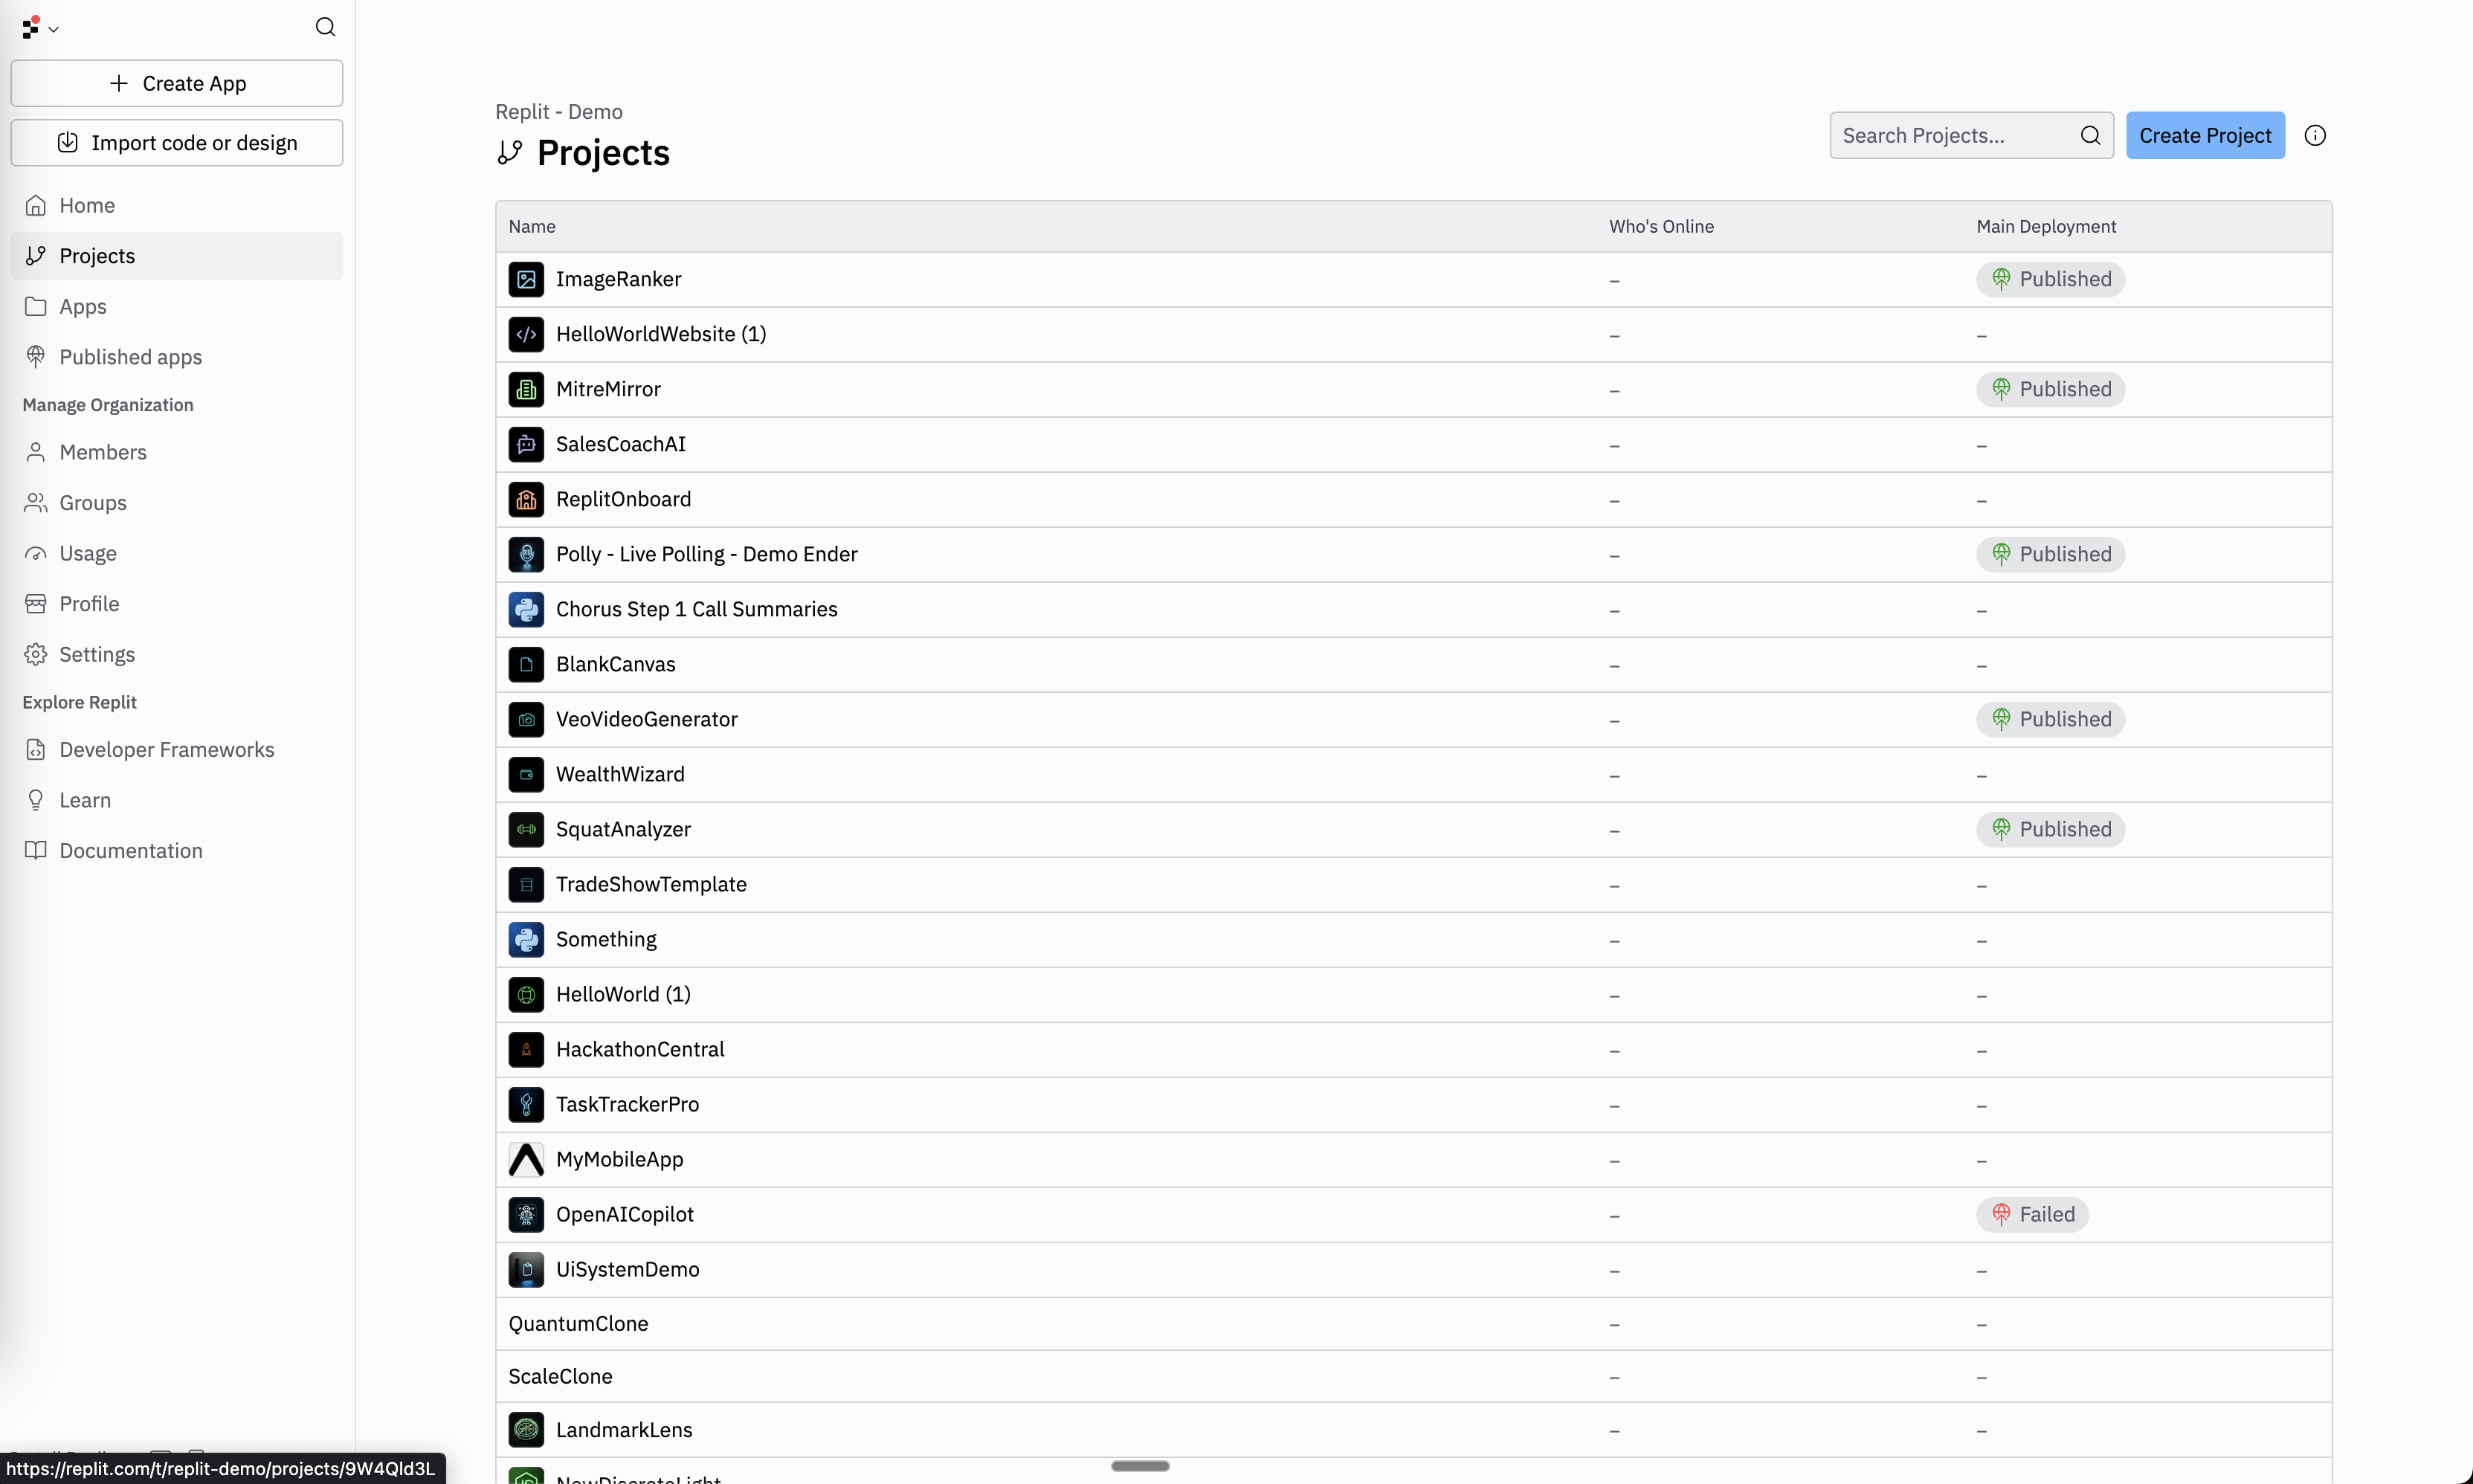 Create App
Import code or design
Home
Projects
Apps
Published apps
Manage Organization
Members
Groups
Usage
Profile
Settings
Explore Replit
Developer Frameworks
Learn
Documentation
https://replit.com/t/replit-demo/projects/9W4Qld3L
Replit - Demo
Projects
Search Projects...
Create Project
Name Who's Online Main Deployment
ImageRanker – Published
HelloWorldWebsite (1) – –
MitreMirror – Published
SalesCoachAI – –
ReplitOnboard – –
Polly - Live Polling - Demo Ender – Published
Chorus Step 1 Call Summaries – –
BlankCanvas – –
VeoVideoGenerator – Published
WealthWizard – –
SquatAnalyzer – Published
TradeShowTemplate – –
Something – –
HelloWorld (1) – –
HackathonCentral – –
TaskTrackerPro – –
MyMobileApp – –
OpenAICopilot – Failed
UiSystemDemo – –
QuantumClone – –
ScaleClone – –
LandmarkLens – –